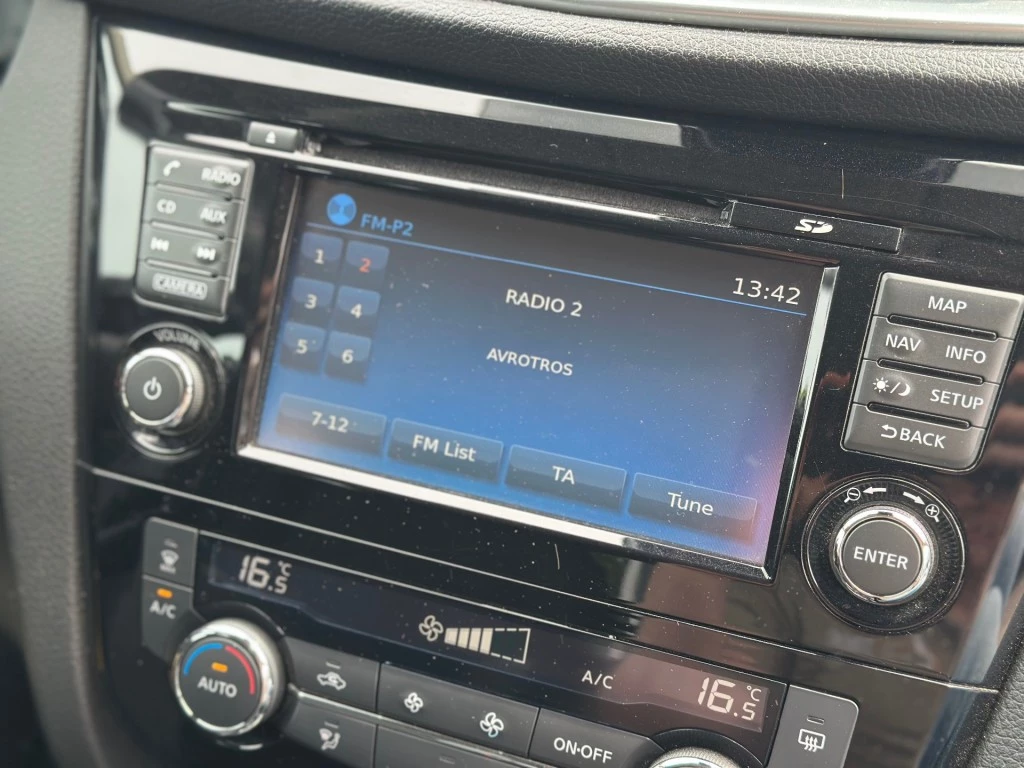 RADIO
CD AUX
CAMERA
VOLUME
SD
FM-P2
13:42
1 2
3 4
5 6
RADIO 2
AVROTROS
7-12
FM List
TA
Tune
MAP
NAV INFO
SETUP
BACK
ENTER
16.5 °C
A/C
AUTO
A/C
16.5 °C
ON·OFF